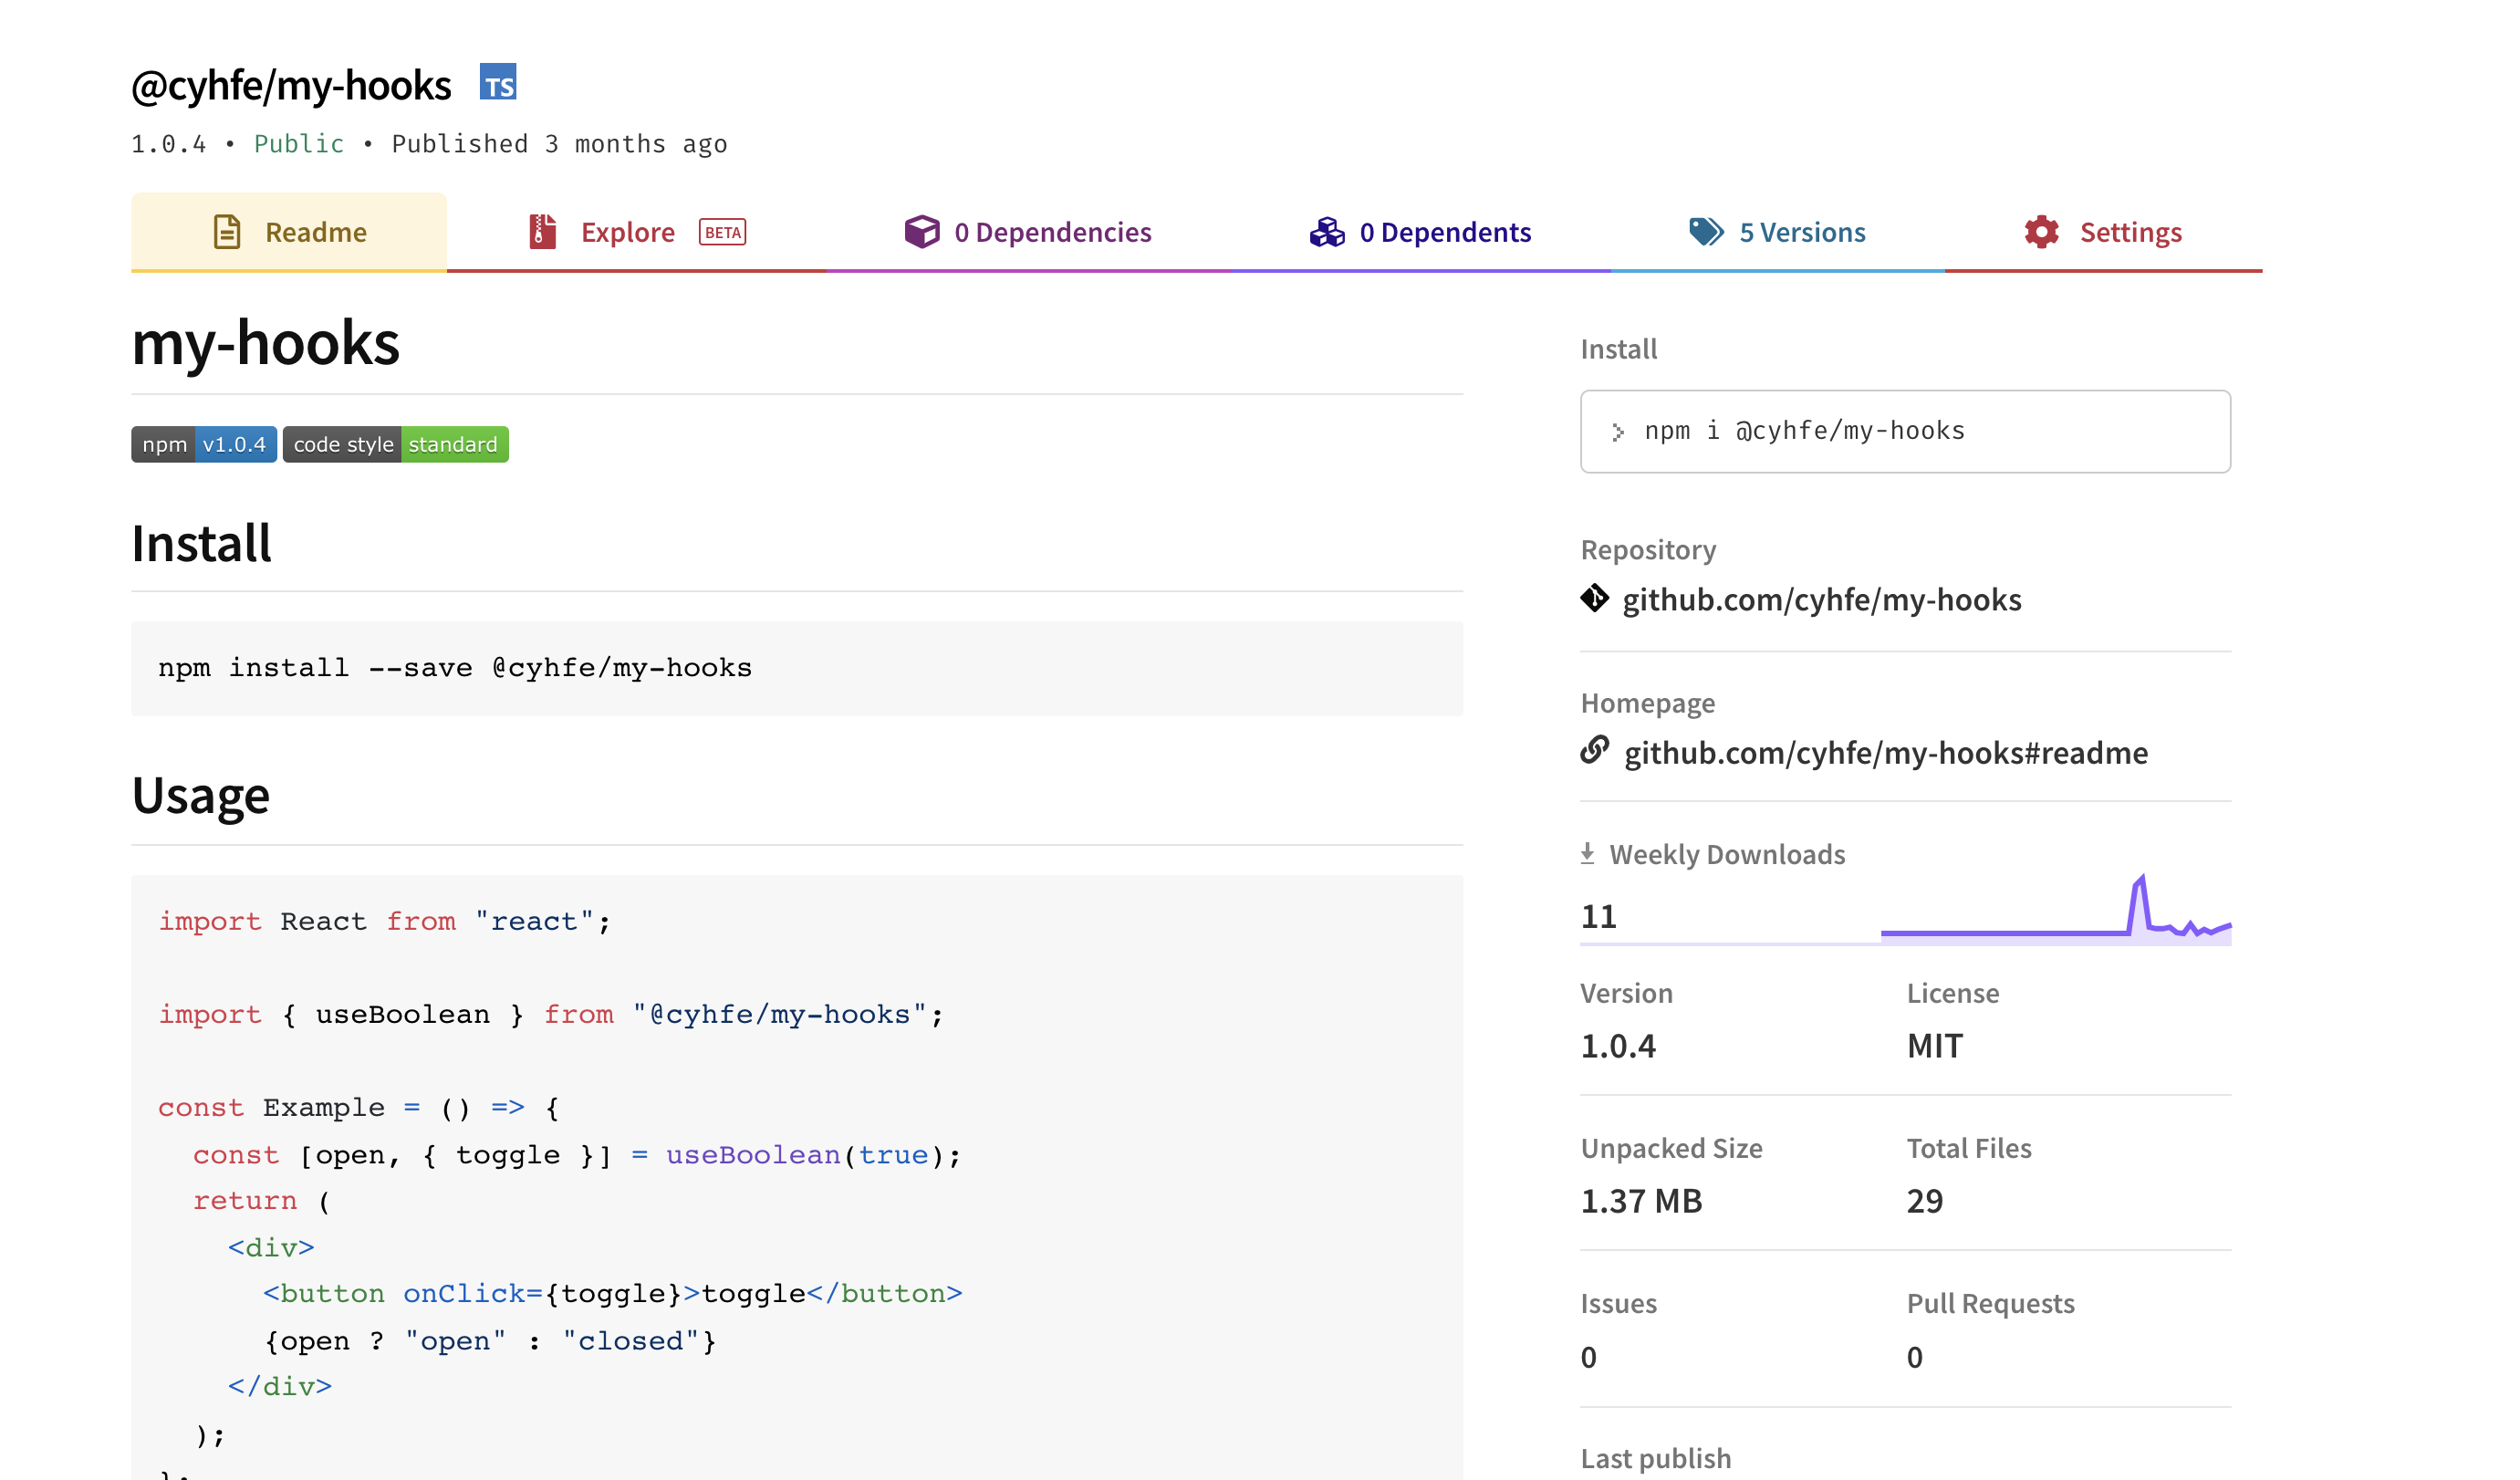 @cyhfe/my-hooks TS
1.0.4 • Public • Published 3 months ago
Readme
Explore BETA
0 Dependencies
0 Dependents
5 Versions
Settings
my-hooks
npm v1.0.4 code style standard
Install
npm install --save @cyhfe/my-hooks
Usage
import React from "react";
import { useBoolean } from "@cyhfe/my-hooks";
const Example = () => {
const [open, { toggle }] = useBoolean(true);
return (
<div>
<button onClick={toggle}>toggle</button>
{open ? "open" : "closed"}
</div>
);
Install
npm i @cyhfe/my-hooks
Repository
github.com/cyhfe/my-hooks
Homepage
github.com/cyhfe/my-hooks#readme
Weekly Downloads
11
Version License
1.0.4 MIT
Unpacked Size Total Files
1.37 MB 29
Issues Pull Requests
0 0
Last publish